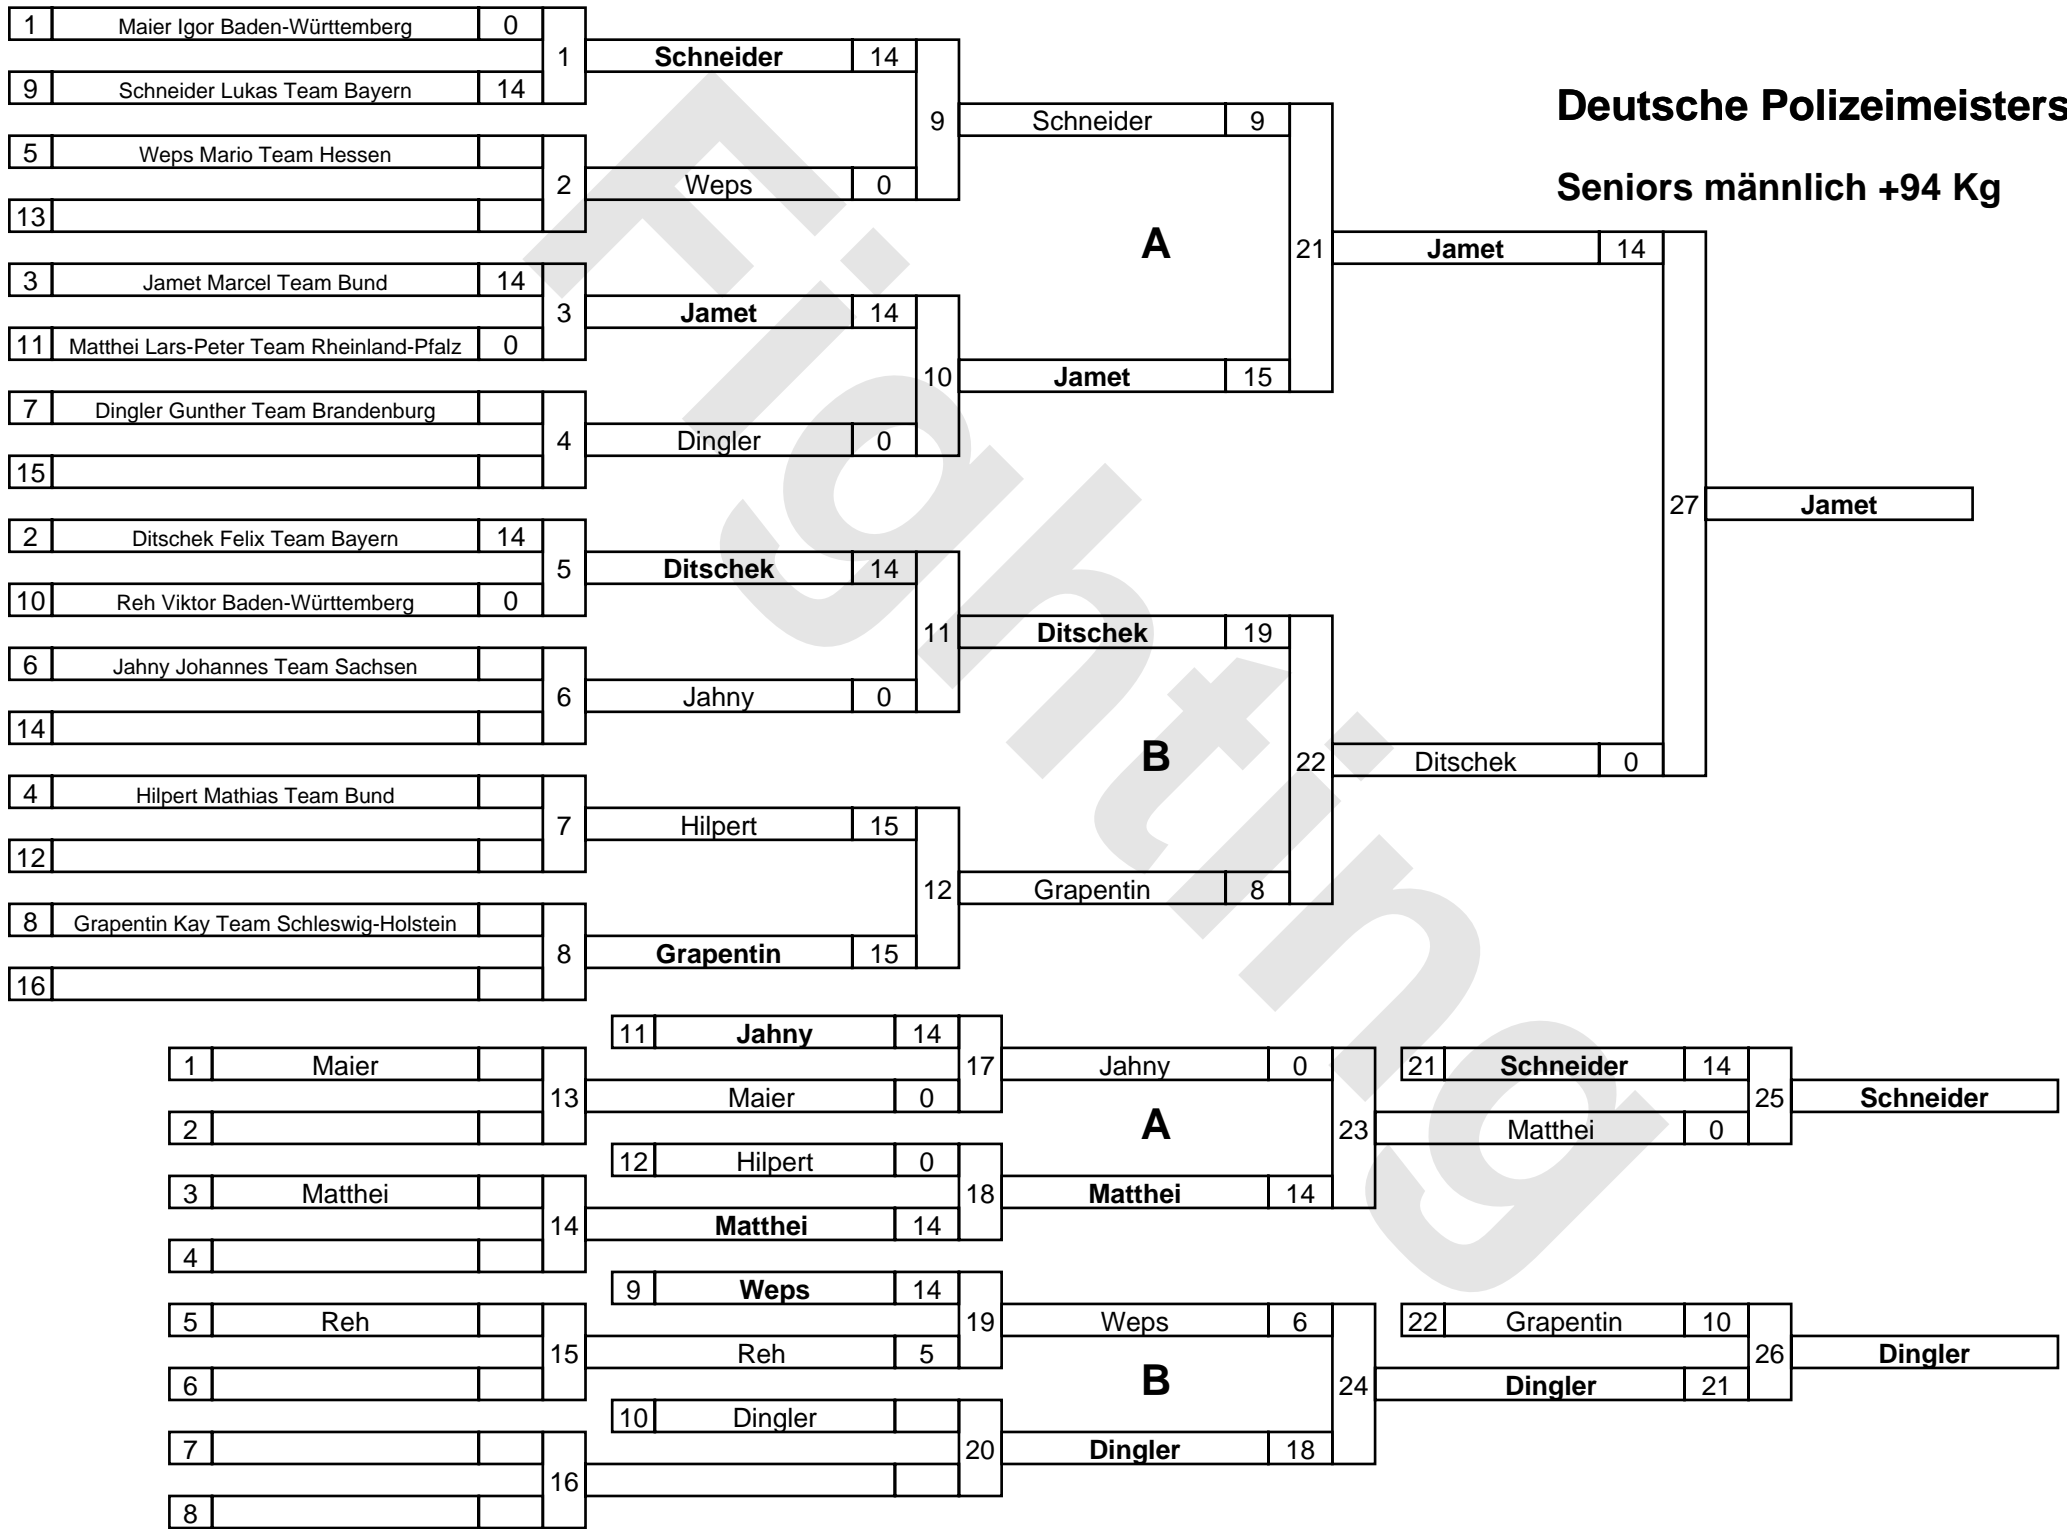 1 Maier Igor Baden-Württemberg 0
1 Schneider 14
9 Schneider Lukas Team Bayern 14
Deutsche Polizeimeisters
9 Schneider 9
5 Weps Mario Team Hessen
2 Weps 0
Seniors männlich +94 Kg
13
A 21 Jamet 14
3 Jamet Marcel Team Bund 14
3 Jamet 14
11 Matthei Lars-Peter Team Rheinland-Pfalz 0
10 Jamet 15
7 Dingler Gunther Team Brandenburg
4 Dingler 0
15
27 Jamet
2 Ditschek Felix Team Bayern 14
5 Ditschek 14
10 Reh Viktor Baden-Württemberg 0
11 Ditschek 19
6 Jahny Johannes Team Sachsen
6 Jahny 0
14
B 22 Ditschek 0
4 Hilpert Mathias Team Bund
7 Hilpert 15
12
12 Grapentin 8
8 Grapentin Kay Team Schleswig-Holstein
8 Grapentin 15
16
11 Jahny 14
1 Maier 17 Jahny 0 21 Schneider 14
13 Maier 0 25 Schneider
2 A 23 Matthei 0
12 Hilpert 0
3 Matthei 18 Matthei 14
14 Matthei 14
4
9 Weps 14
5 Reh 19 Weps 6 22 Grapentin 10
15 Reh 5 26 Dingler
6 B 24 Dingler 21
10 Dingler
7 20 Dingler 18
16
8
Fighting